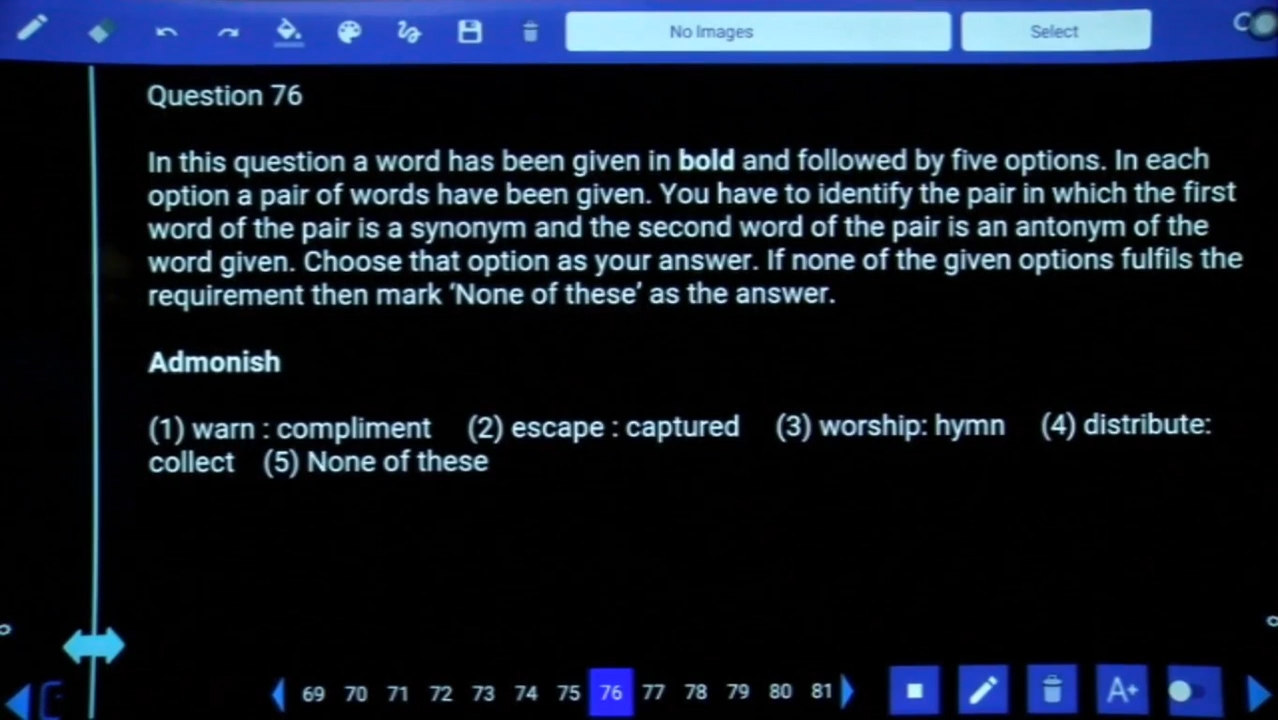 No Images
Select
Question 76
In this question a word has been given in bold and followed by five options. In each
option a pair of words have been given. You have to identify the pair in which the first
word of the pair is a synonym and the second word of the pair is an antonym of the
word given. Choose that option as your answer. If none of the given options fulfils the
requirement then mark ‘None of these’ as the answer.
Admonish
(1) warn : compliment (2) escape : captured (3) worship: hymn (4) distribute:
collect (5) None of these
69 70 71 72 73 74 75 76 77 78 79 80 81
A+